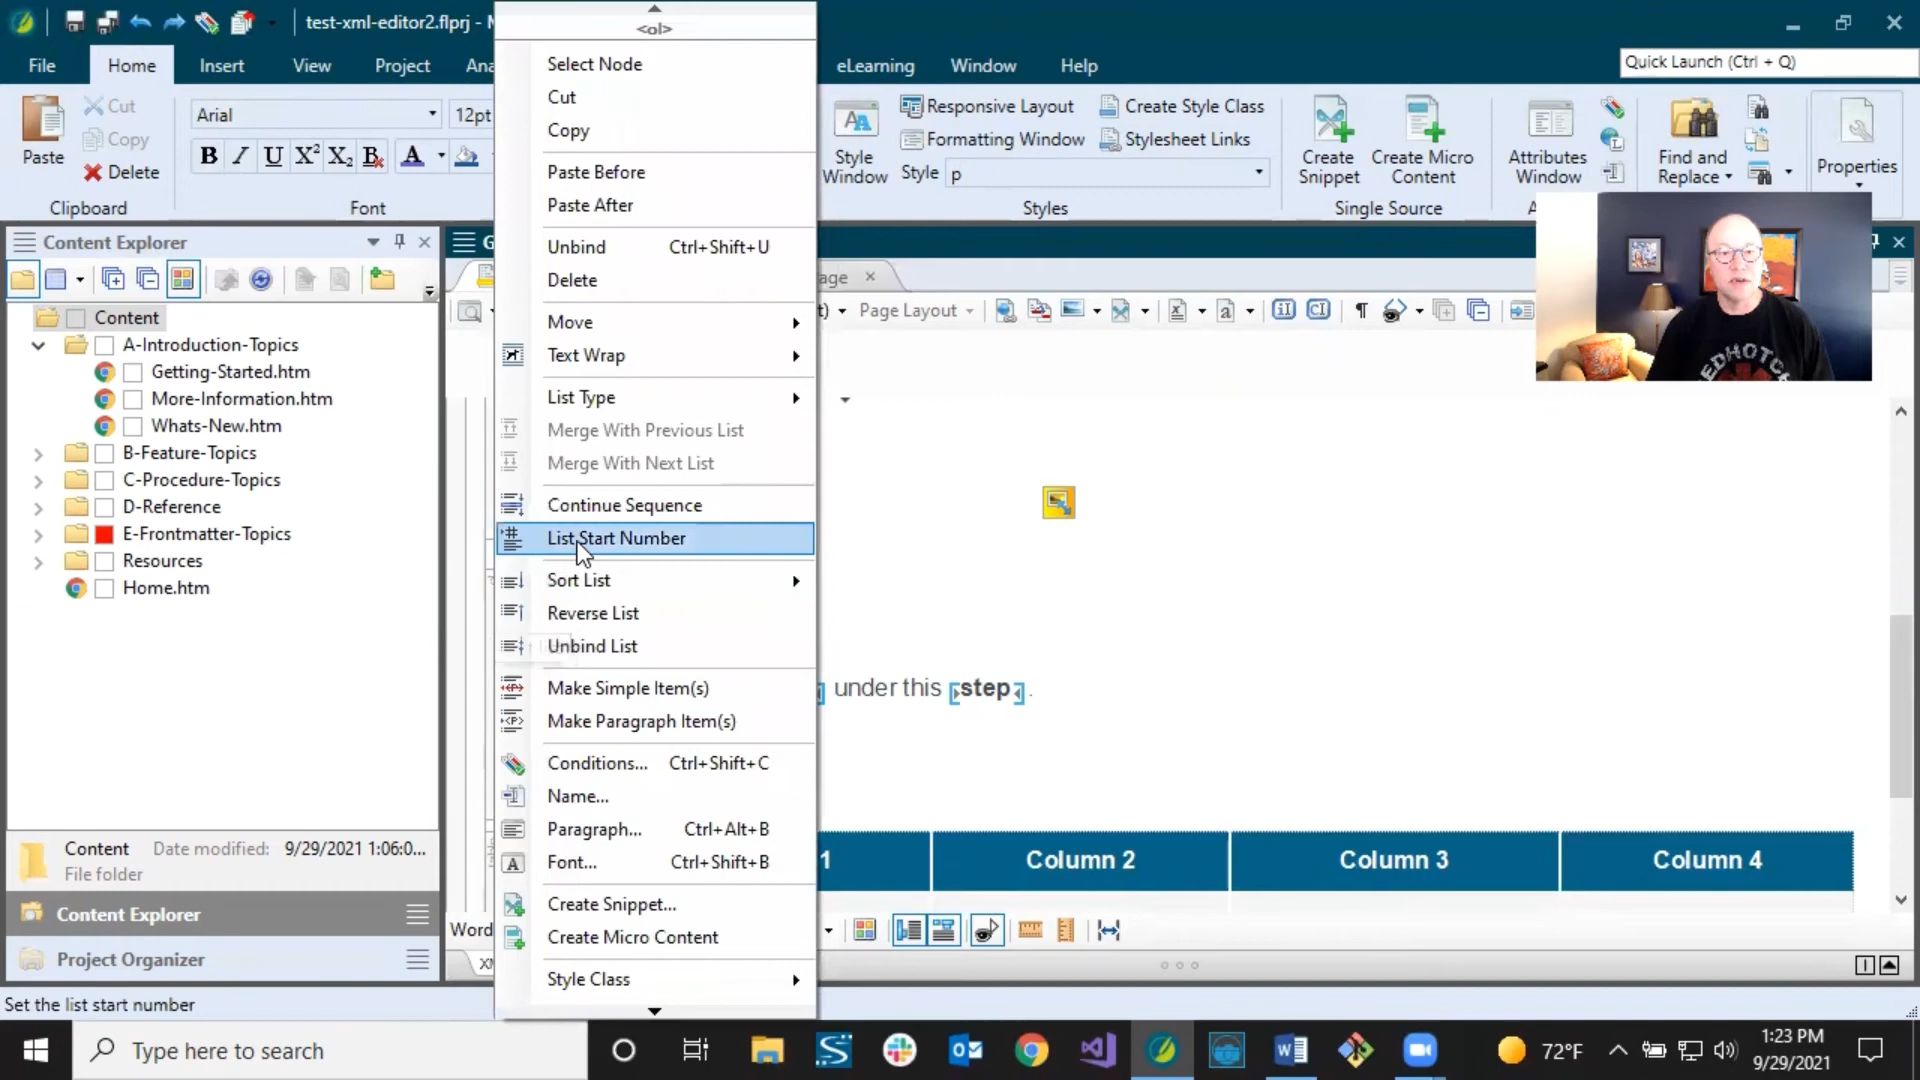 test-xml-editor2.flprj - M
<ol>
File
Home
Insert
View
Project
Ana
eLearning
Window
Help
Quick Launch (Ctrl + Q)
Paste
Cut
Copy
Delete
Clipboard
Arial
12pt
B I U X² X₂ B A
Font
Style Window
Responsive Layout
Formatting Window
Create Style Class
Stylesheet Links
Style p
Styles
Create Snippet
Create Micro Content
Single Source
Attributes Window
Find and Replace
Properties
Content Explorer
Content
A-Introduction-Topics
Getting-Started.htm
More-Information.htm
Whats-New.htm
B-Feature-Topics
C-Procedure-Topics
D-Reference
E-Frontmatter-Topics
Resources
Home.htm
Content Date modified: 9/29/2021 1:06:0...
File folder
Content Explorer
Project Organizer
Set the list start number
Select Node
Cut
Copy
Paste Before
Paste After
Unbind Ctrl+Shift+U
Delete
Move
Text Wrap
List Type
Merge With Previous List
Merge With Next List
Continue Sequence
List Start Number
Sort List
Reverse List
Unbind List
Make Simple Item(s)
Make Paragraph Item(s)
Conditions... Ctrl+Shift+C
Name...
Paragraph... Ctrl+Alt+B
Font... Ctrl+Shift+B
Create Snippet...
Create Micro Content
Style Class
G
age
t)
Page Layout
REDHOTCH
PEPPERS
under this step.
1 Column 2 Column 3 Column 4
Word
XM
Type here to search
72°F
1:23 PM
9/29/2021